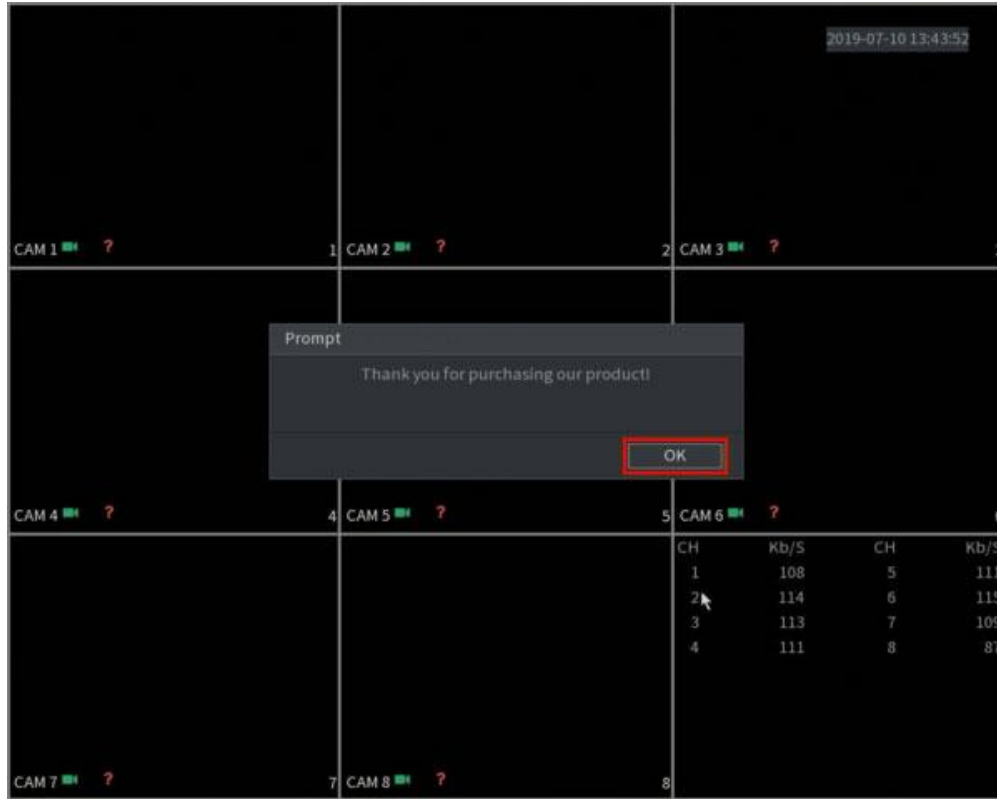 2019-07-10 13:43:52
CAM 1 ? 1
CAM 2 ? 2
CAM 3 ?
Prompt
Thank you for purchasing our product!
OK
CAM 4 ? 4
CAM 5 ? 5
CAM 6 ?
CH Kb/S CH
1 108 5
2 114 6
3 113 7
4 111 8
CAM 7 ? 7
CAM 8 ? 8